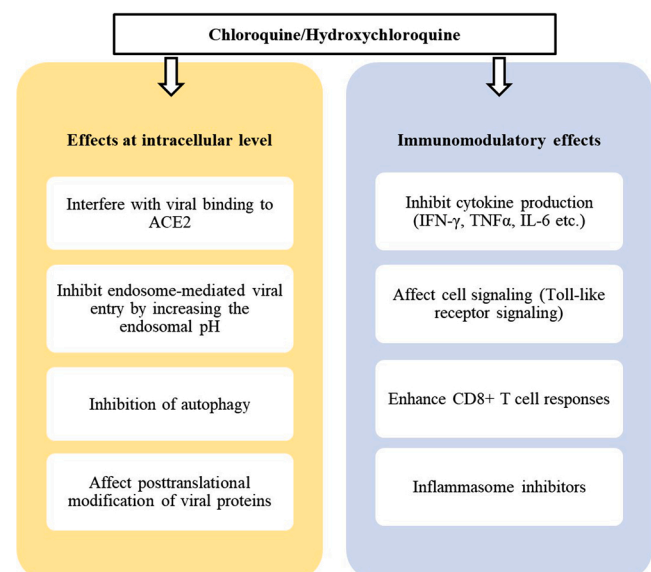 Chloroquine/Hydroxychloroquine
Effects at intracellular level
Interfere with viral binding to
ACE2
Inhibit endosome-mediated viral
entry by increasing the
endosomal pH
Inhibition of autophagy
Affect posttranslational
modification of viral proteins
Immunomodulatory effects
Inhibit cytokine production
(IFN-γ, TNFα, IL-6 etc.)
Affect cell signaling (Toll-like
receptor signaling)
Enhance CD8+ T cell responses
Inflammasome inhibitors